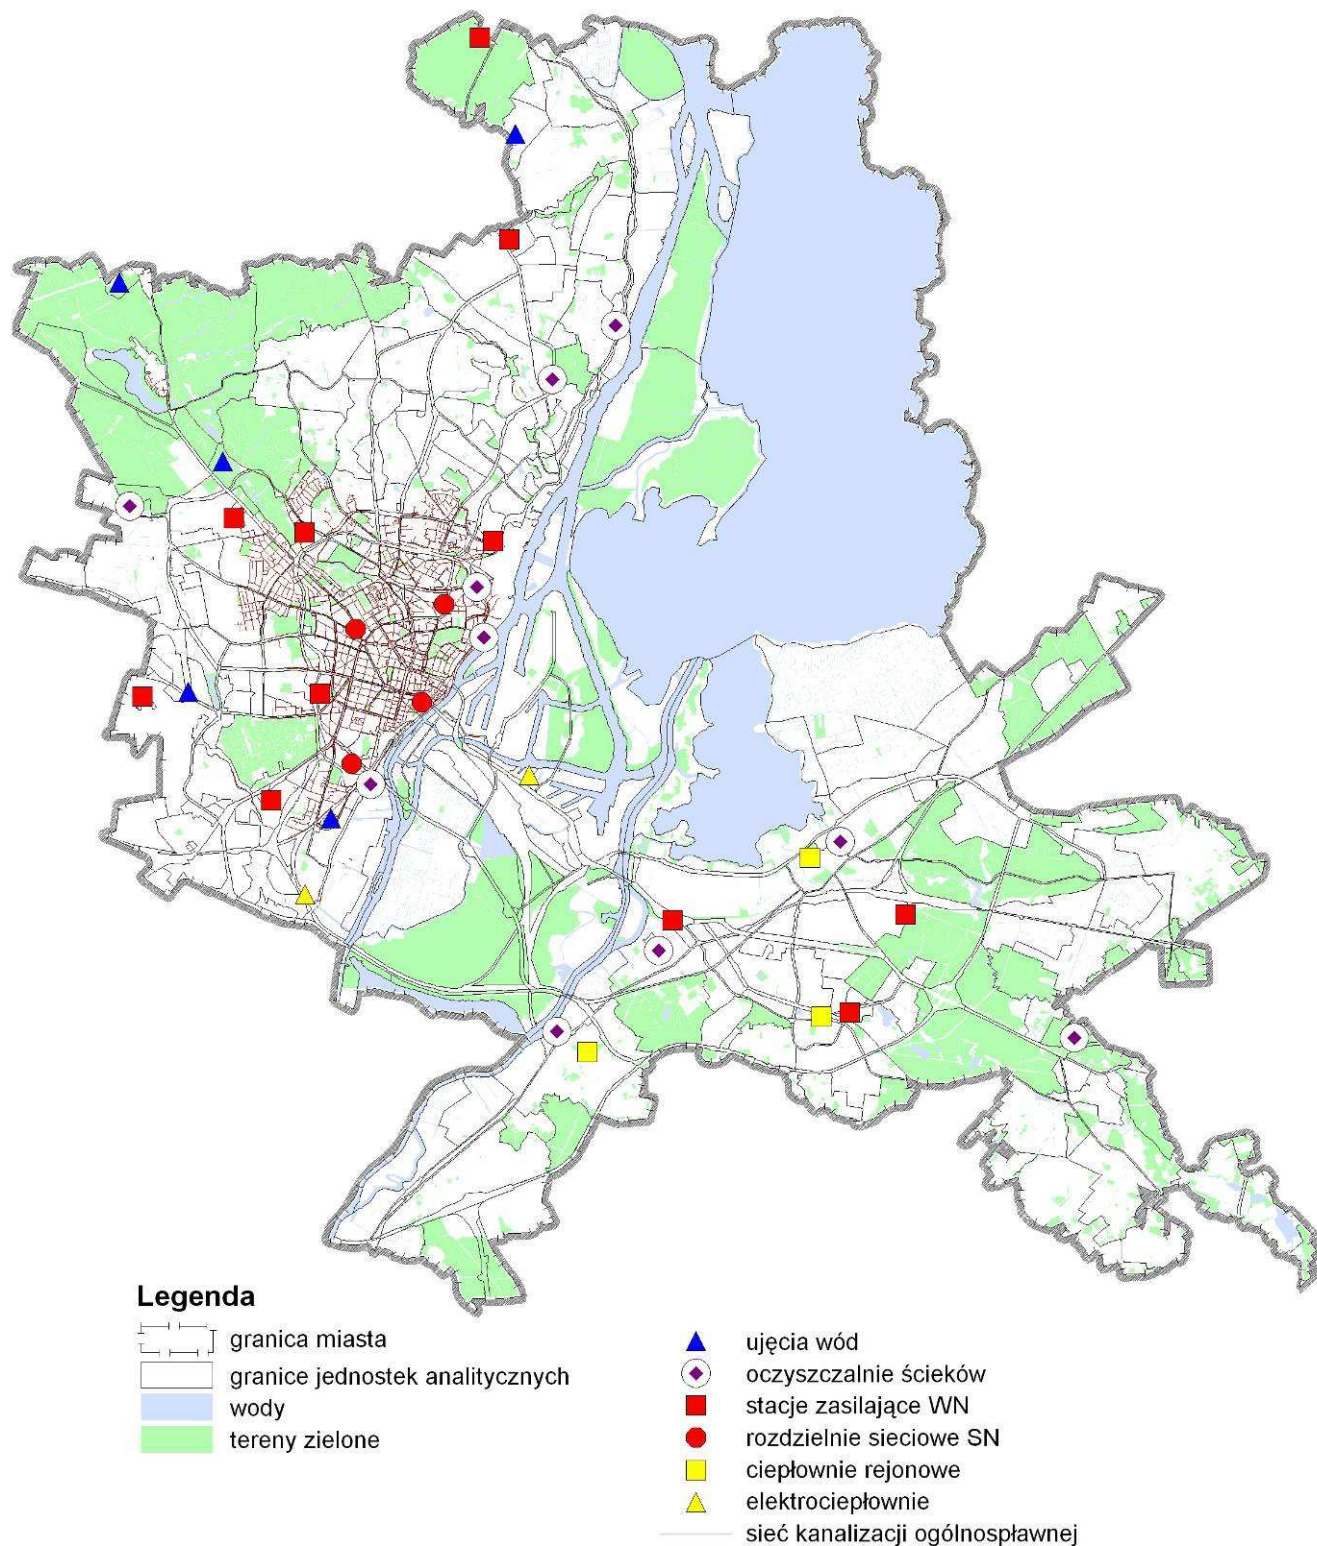 Legenda
granica miasta
granice jednostek analitycznych
wody
tereny zielone
ujęcia wód
oczyszczalnie ścieków
stacje zasilające WN
rozdzielnie sieciowe SN
ciepłownie rejonowe
elektrociepłownie
sieć kanalizacji ogólnospławnej